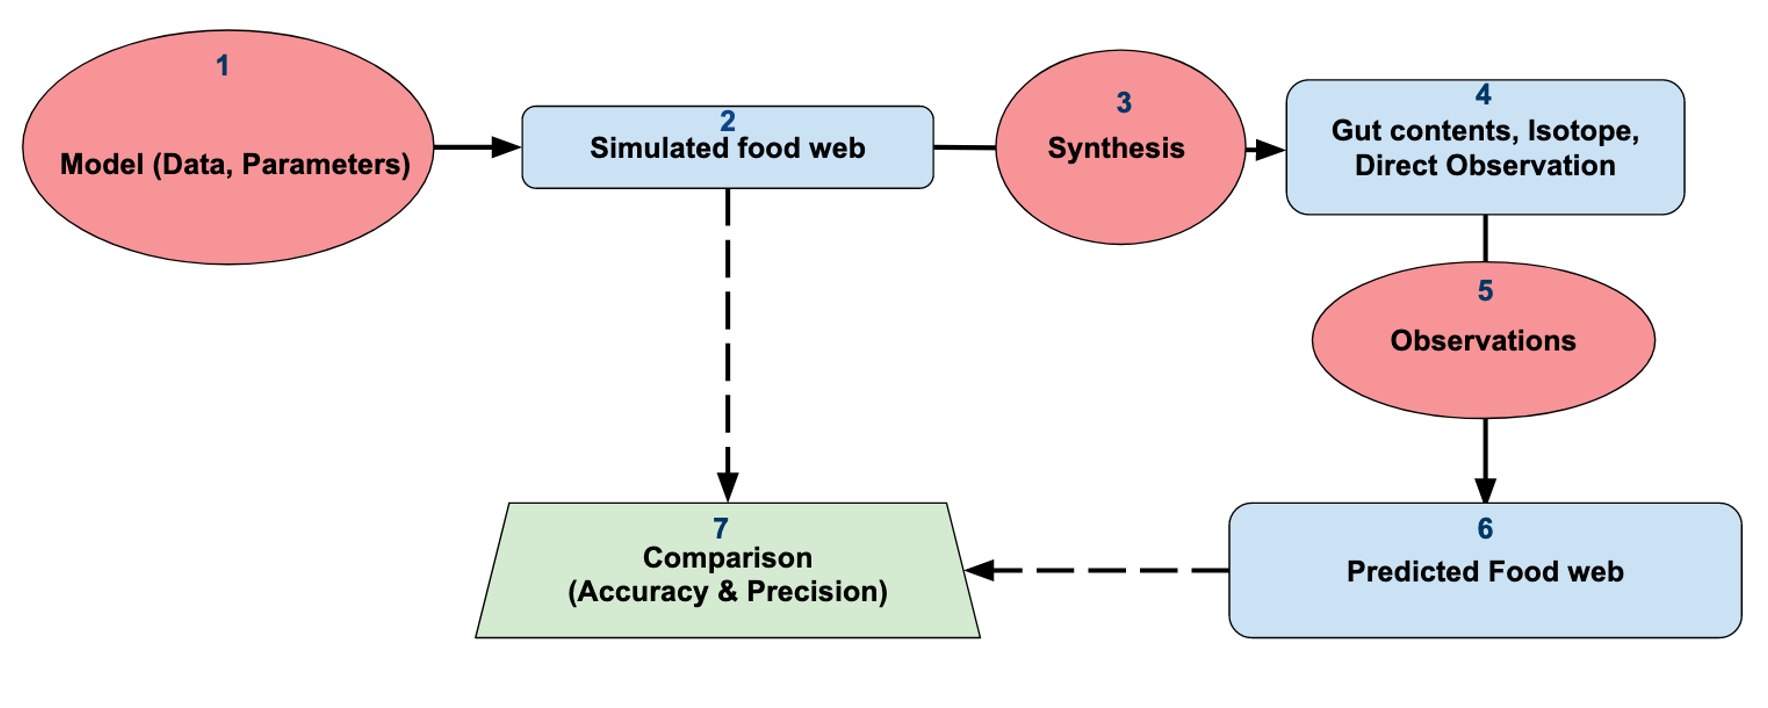 1
Model (Data, Parameters)
2
Simulated food web
3
Synthesis
4
Gut contents, Isotope,
Direct Observation
5
Observations
6
Predicted Food web
7
Comparison
(Accuracy & Precision)